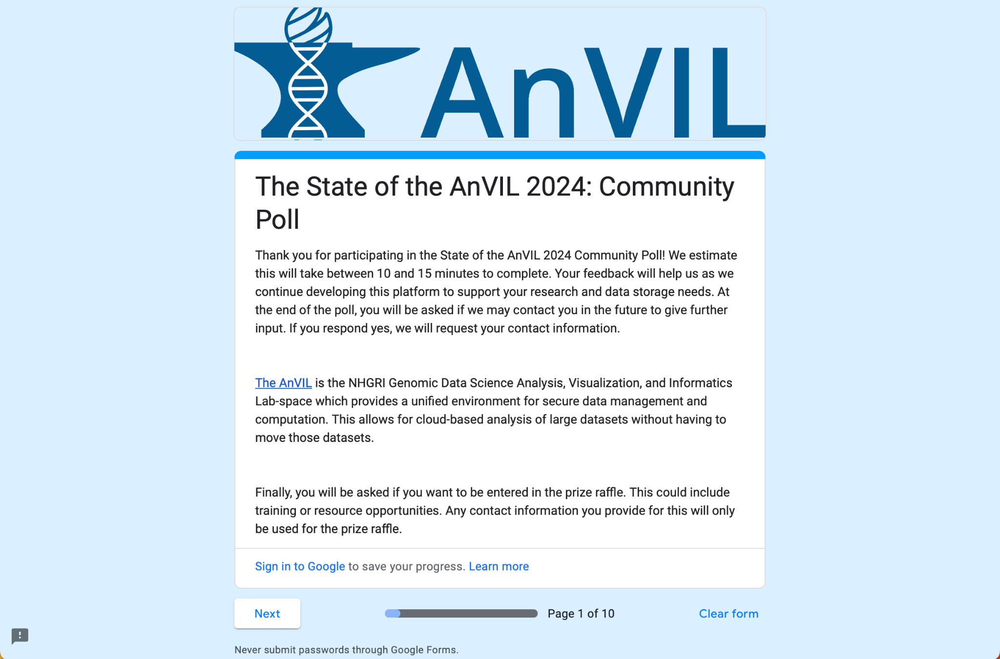 AnVIL
The State of the AnVIL 2024: Community
Poll
Thank you for participating in the State of the AnVIL 2024 Community Poll! We estimate
this will take between 10 and 15 minutes to complete. Your feedback will help us as we
continue developing this platform to support your research and data storage needs. At
the end of the poll, you will be asked if we may contact you in the future to give further
input. If you respond yes, we will request your contact information.
The AnVIL is the NHGRI Genomic Data Science Analysis, Visualization, and Informatics
Lab-space which provides a unified environment for secure data management and
computation. This allows for cloud-based analysis of large datasets without having to
move those datasets.
Finally, you will be asked if you want to be entered in the prize raffle. This could include
training or resource opportunities. Any contact information you provide for this will only
be used for the prize raffle.
Sign in to Google to save your progress. Learn more
Next
Page 1 of 10
Clear form
Never submit passwords through Google Forms.